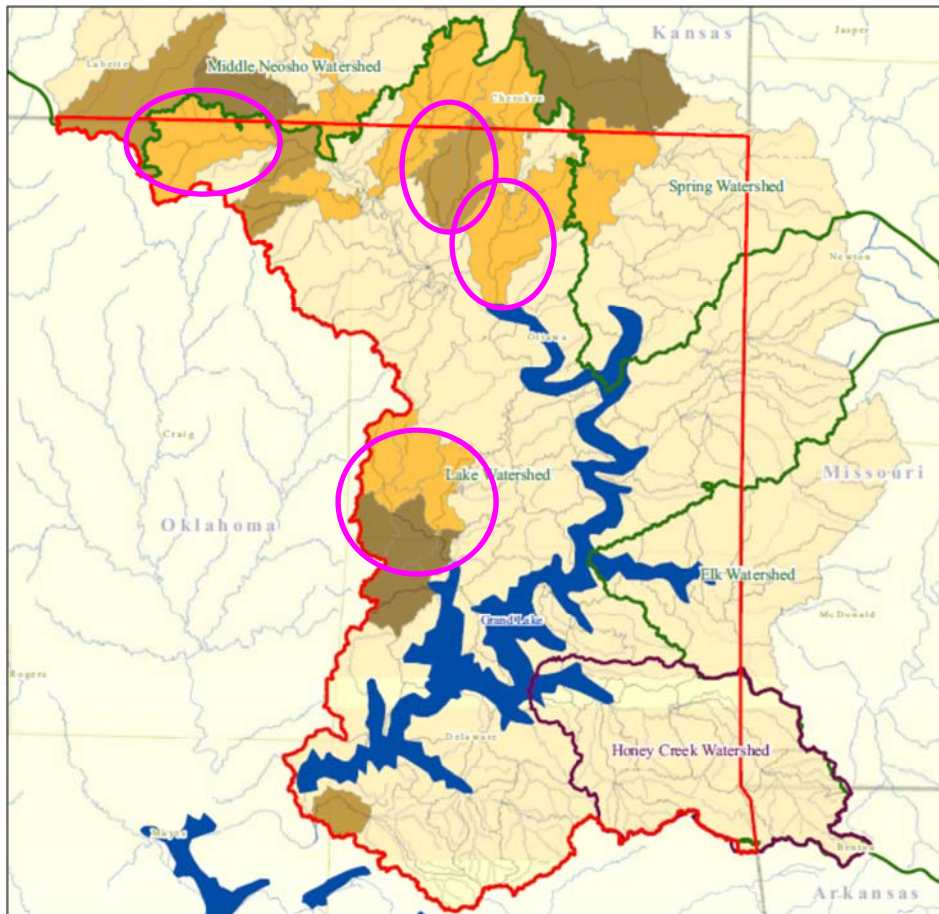 Kansas
Jasper
Labette
Middle Neosho Watershed
Cherokee
Spring Watershed
Newton
Ottawa
Craig
Lake Watershed
Missouri
Oklahoma
Elk Watershed
McDonald
Grand Lake
Rogers
Delaware
Honey Creek Watershed
Mayes
Benton
Arkansas